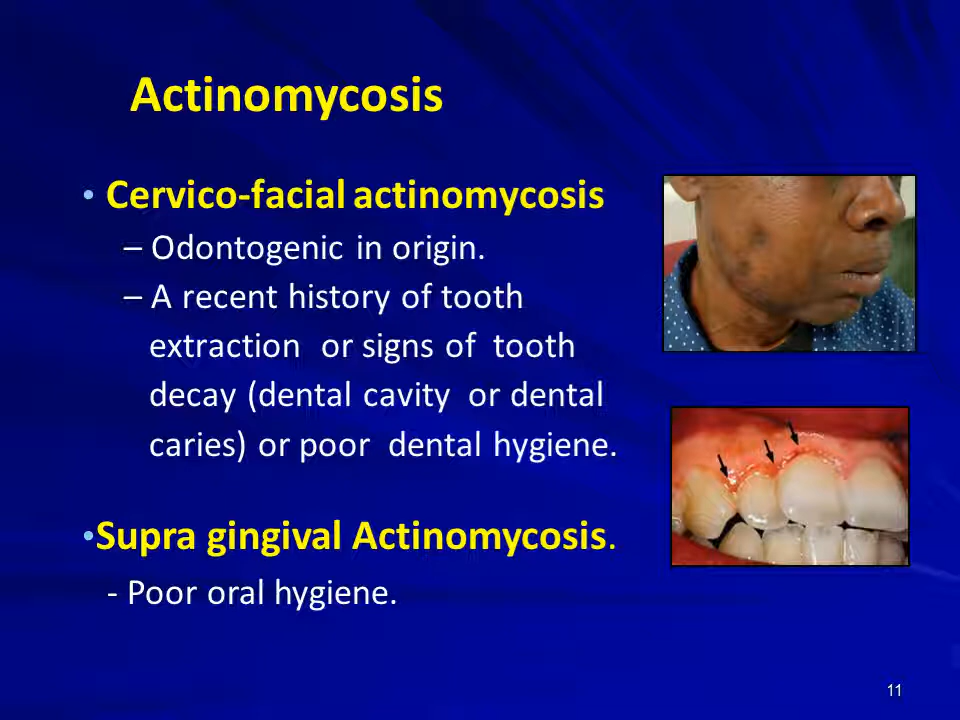 Actinomycosis
• Cervico-facial actinomycosis
– Odontogenic in origin.
– A recent history of tooth
extraction or signs of tooth
decay (dental cavity or dental
caries) or poor dental hygiene.
•Supra gingival Actinomycosis.
- Poor oral hygiene.
11